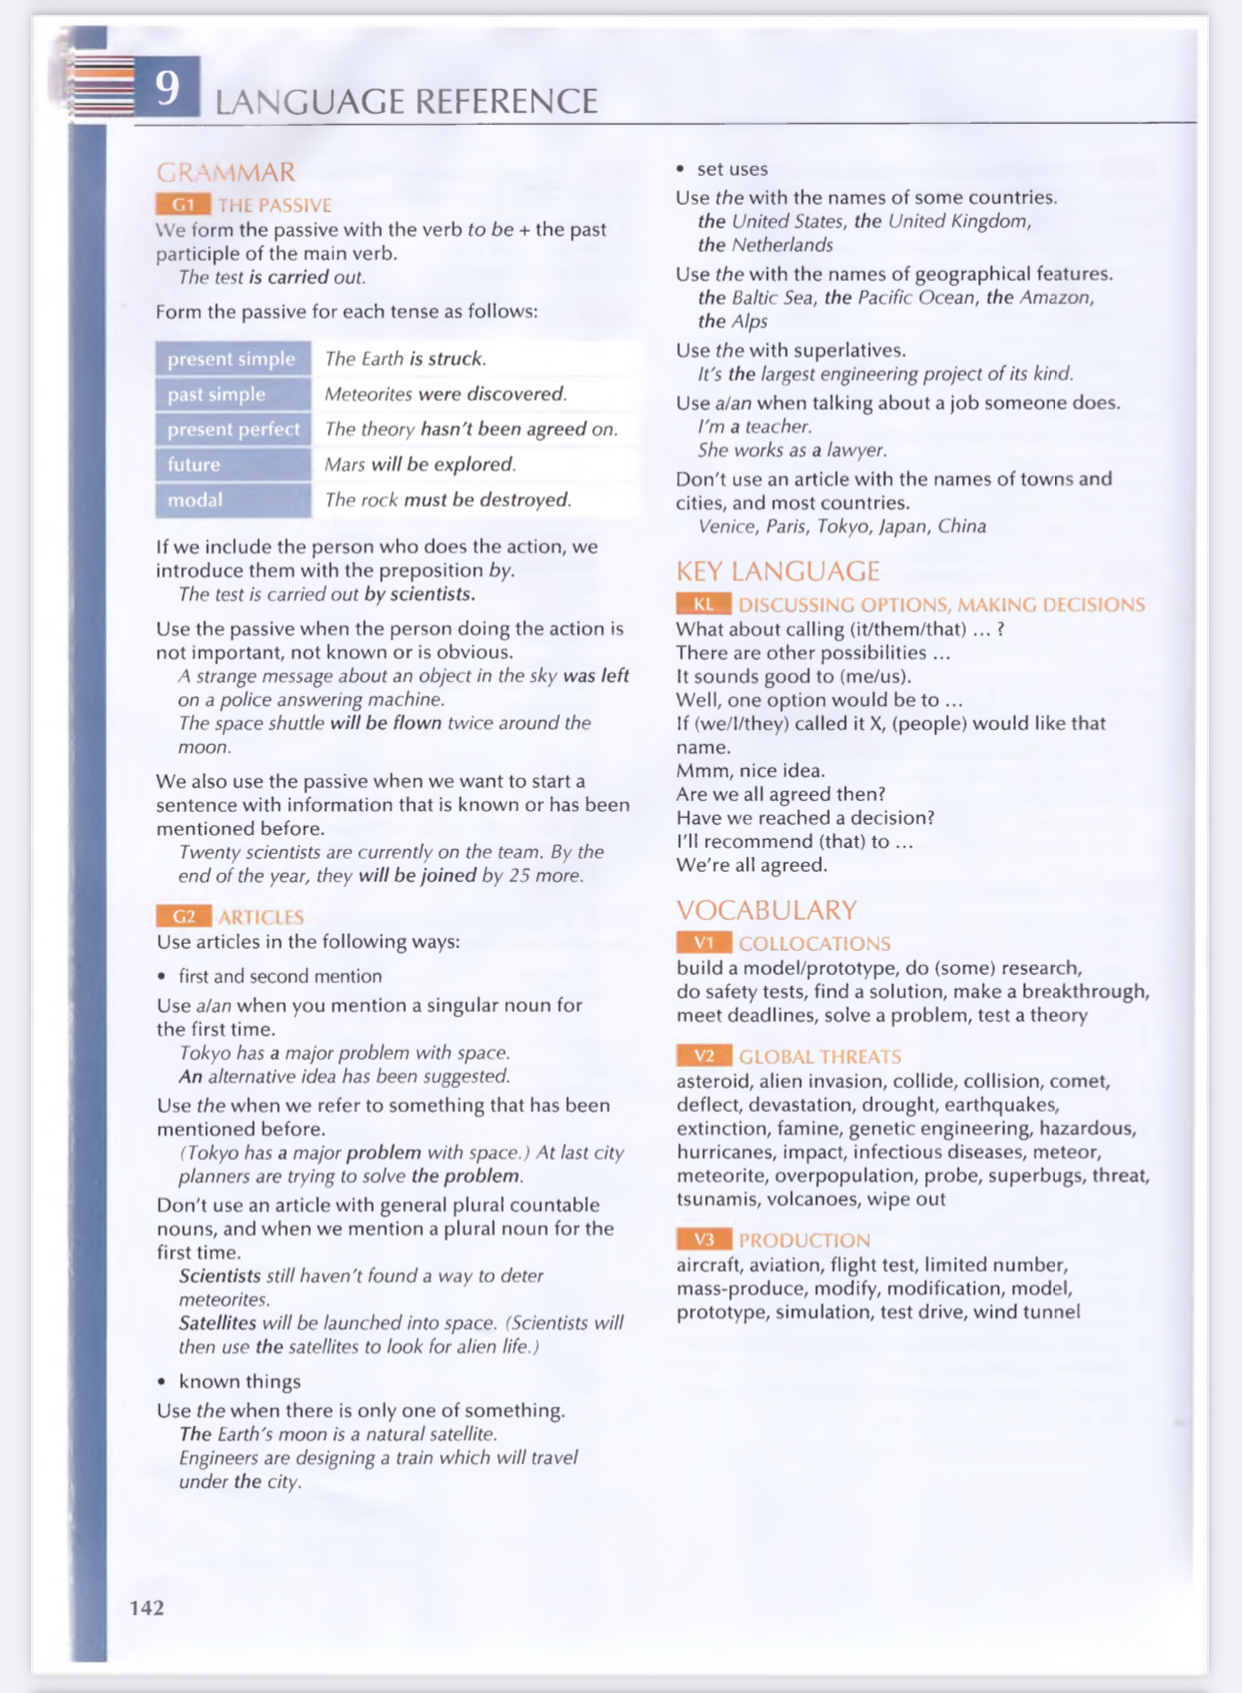 9
LANGUAGE REFERENCE
GRAMMAR
G1 THE PASSIVE
We form the passive with the verb to be + the past
participle of the main verb.
The test is carried out.
Form the passive for each tense as follows:
present simple The Earth is struck.
past simple Meteorites were discovered.
present perfect The theory hasn't been agreed on.
future Mars will be explored.
modal The rock must be destroyed.
If we include the person who does the action, we
introduce them with the preposition by.
The test is carried out by scientists.
Use the passive when the person doing the action is
not important, not known or is obvious.
A strange message about an object in the sky was left
on a police answering machine.
The space shuttle will be flown twice around the
moon.
We also use the passive when we want to start a
sentence with information that is known or has been
mentioned before.
Twenty scientists are currently on the team. By the
end of the year, they will be joined by 25 more.
G2 ARTICLES
Use articles in the following ways:
• first and second mention
Use a/an when you mention a singular noun for
the first time.
Tokyo has a major problem with space.
An alternative idea has been suggested.
Use the when we refer to something that has been
mentioned before.
(Tokyo has a major problem with space.) At last city
planners are trying to solve the problem.
Don't use an article with general plural countable
nouns, and when we mention a plural noun for the
first time.
Scientists still haven't found a way to deter
meteorites.
Satellites will be launched into space. (Scientists will
then use the satellites to look for alien life.)
• known things
Use the when there is only one of something.
The Earth's moon is a natural satellite.
Engineers are designing a train which will travel
under the city.
• set uses
Use the with the names of some countries.
the United States, the United Kingdom,
the Netherlands
Use the with the names of geographical features.
the Baltic Sea, the Pacific Ocean, the Amazon,
the Alps
Use the with superlatives.
It's the largest engineering project of its kind.
Use a/an when talking about a job someone does.
I'm a teacher.
She works as a lawyer.
Don't use an article with the names of towns and
cities, and most countries.
Venice, Paris, Tokyo, Japan, China
KEY LANGUAGE
KL DISCUSSING OPTIONS, MAKING DECISIONS
What about calling (it/them/that) ... ?
There are other possibilities ...
It sounds good to (me/us).
Well, one option would be to ...
If (we/I/they) called it X, (people) would like that
name.
Mmm, nice idea.
Are we all agreed then?
Have we reached a decision?
I'll recommend (that) to ...
We're all agreed.
VOCABULARY
V1 COLLOCATIONS
build a model/prototype, do (some) research,
do safety tests, find a solution, make a breakthrough,
meet deadlines, solve a problem, test a theory
V2 GLOBAL THREATS
asteroid, alien invasion, collide, collision, comet,
deflect, devastation, drought, earthquakes,
extinction, famine, genetic engineering, hazardous,
hurricanes, impact, infectious diseases, meteor,
meteorite, overpopulation, probe, superbugs, threat,
tsunamis, volcanoes, wipe out
V3 PRODUCTION
aircraft, aviation, flight test, limited number,
mass-produce, modify, modification, model,
prototype, simulation, test drive, wind tunnel
142